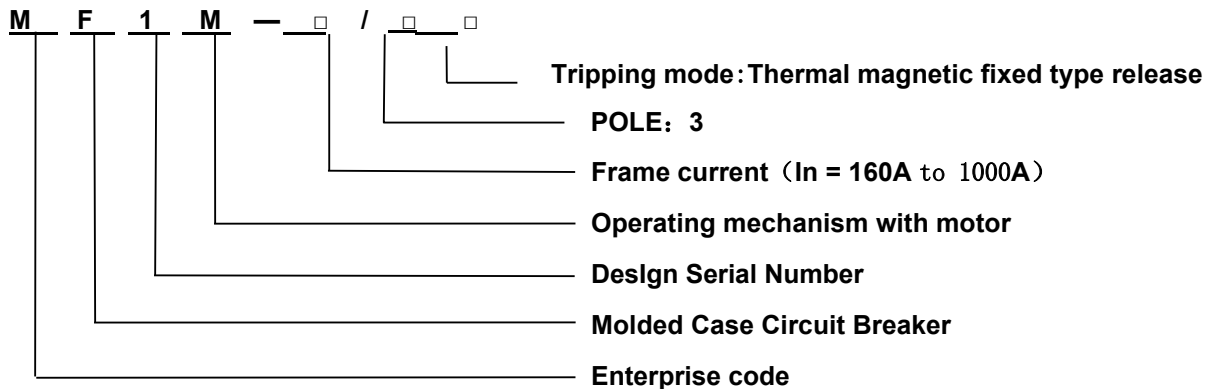 M F 1 M — □ / □ □
Tripping mode:Thermal magnetic fixed type release
POLE：3
Frame current（In = 160A to 1000A）
Operating mechanism with motor
DesIgn Serial Number
Molded Case Circuit Breaker
Enterprise code